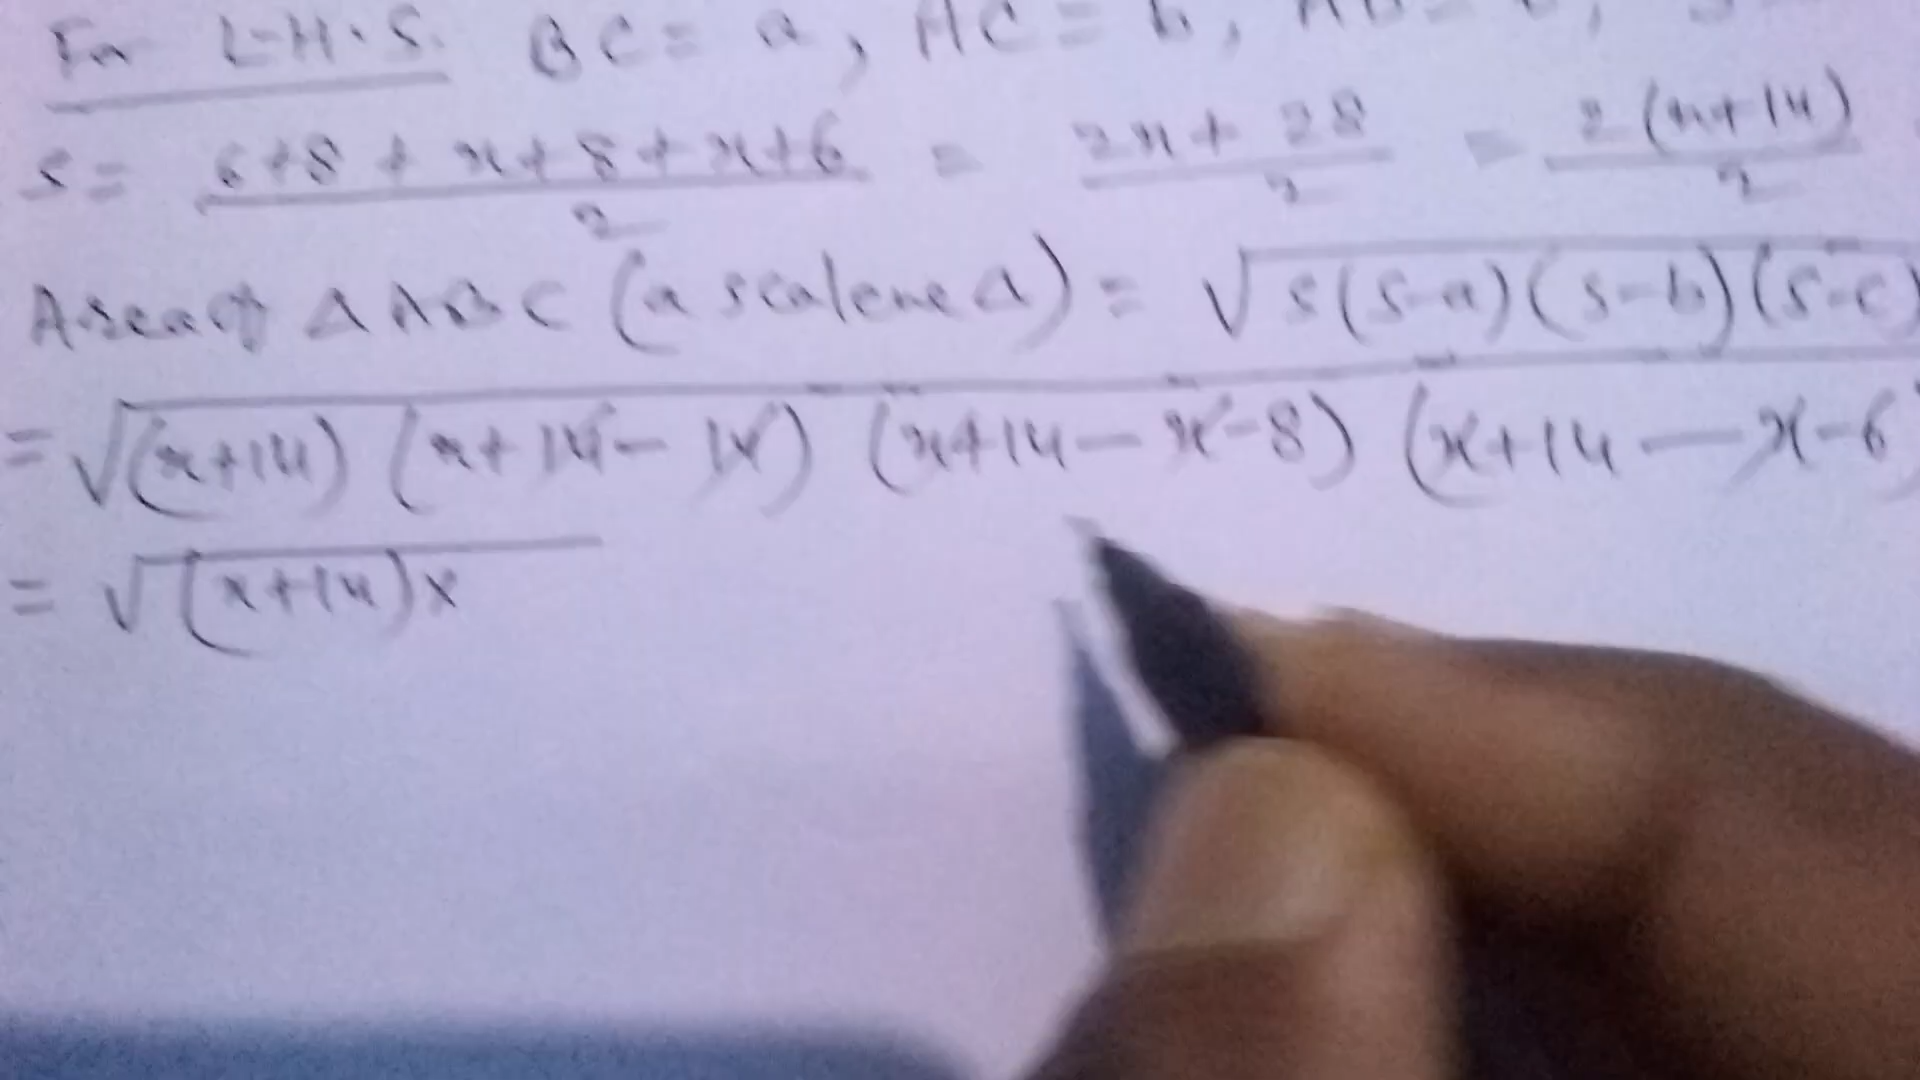 For L.H.S. BC = a, AC = b,
S = 6+8 + x+8+x+6 / 2 = 2x + 28 / 2 = 2(x+14) / 2
Area of Δ ABC (a scalene Δ) = √s(s-a)(s-b)(s-c)
= √(x+14) (x+14-14) (x+14-x-8) (x+14-x-6)
= √(x+14)x